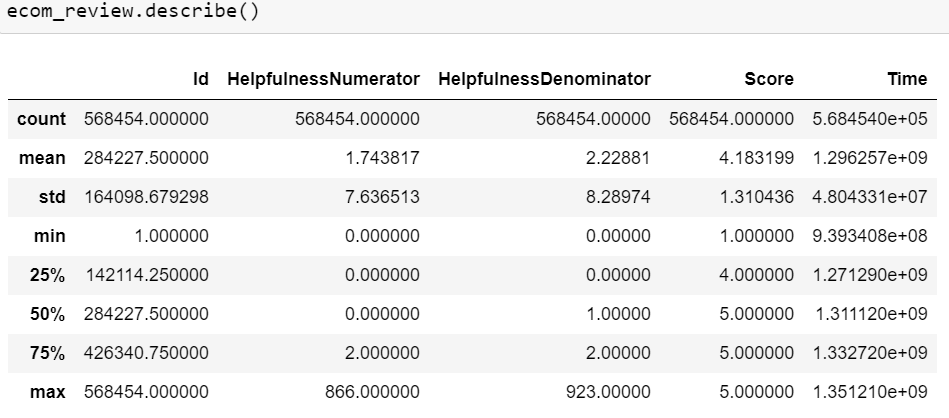 ecom_review.describe()
Id HelpfulnessNumerator HelpfulnessDenominator Score Time
count 568454.000000 568454.000000 568454.00000 568454.000000 5.684540e+05
mean 284227.500000 1.743817 2.22881 4.183199 1.296257e+09
std 164098.679298 7.636513 8.28974 1.310436 4.804331e+07
min 1.000000 0.000000 0.00000 1.000000 9.393408e+08
25% 142114.250000 0.000000 0.00000 4.000000 1.271290e+09
50% 284227.500000 0.000000 1.00000 5.000000 1.311120e+09
75% 426340.750000 2.000000 2.00000 5.000000 1.332720e+09
max 568454.000000 866.000000 923.00000 5.000000 1.351210e+09